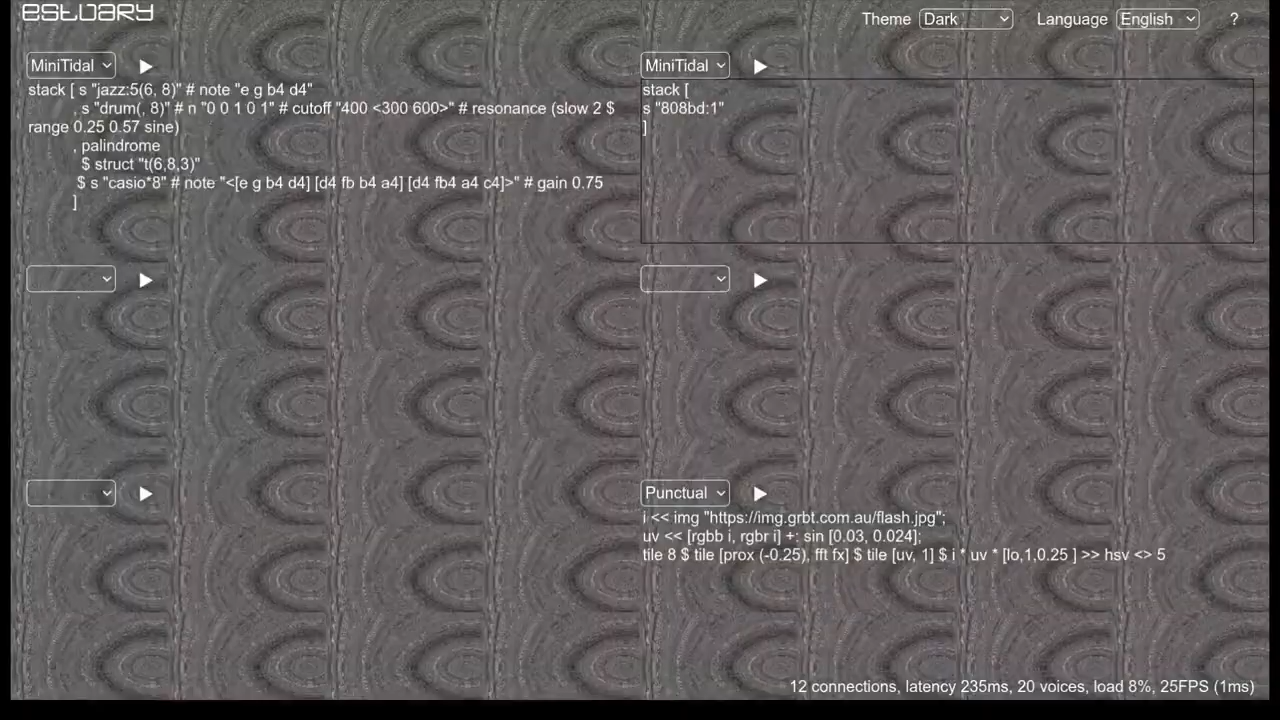 estuary
Theme Dark Language English ?
MiniTidal
stack [ s "jazz:5(6, 8)" # note "e g b4 d4"
, s "drum(, 8)" # n "0 0 1 0 1" # cutoff "400 <300 600>" # resonance (slow 2 $
range 0.25 0.57 sine)
, palindrome
$ struct "t(6,8,3)"
$ s "casio*8" # note "<[e g b4 d4] [d4 fb b4 a4] [d4 fb4 a4 c4]>" # gain 0.75
]
MiniTidal
stack [
s "808bd:1"
]
Punctual
i << img "https://img.grbt.com.au/flash.jpg";
uv << [rgbb i, rgbr i] +: sin [0.03, 0.024];
tile 8 $ tile [prox (-0.25), fft fx] $ tile [uv, 1] $ i * uv * [lo,1,0.25 ] >> hsv <> 5
12 connections, latency 235ms, 20 voices, load 8%, 25FPS (1ms)